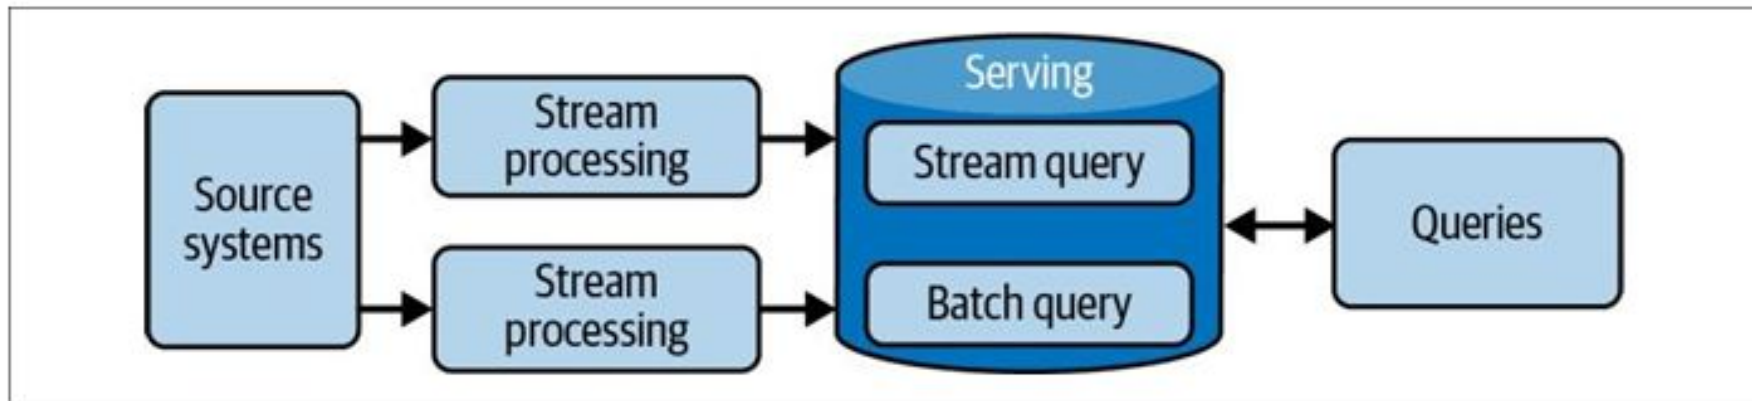 Source
systems
Stream
processing
Stream
processing
Serving
Stream query
Batch query
Queries